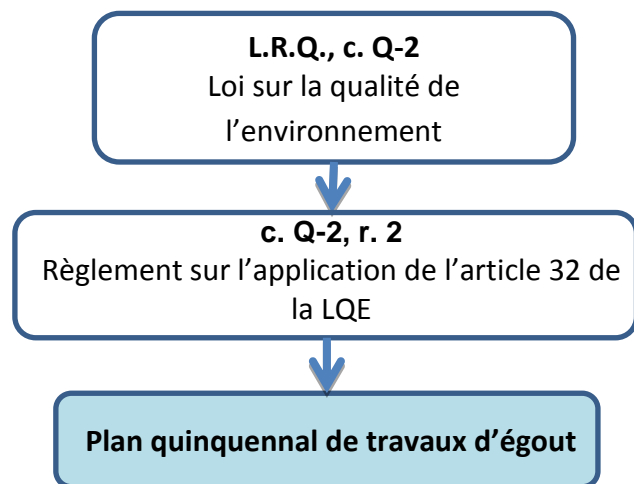 L.R.Q., c. Q-2
Loi sur la qualité de
l’environnement
c. Q-2, r. 2
Règlement sur l’application de l’article 32 de
la LQE
Plan quinquennal de travaux d’égout